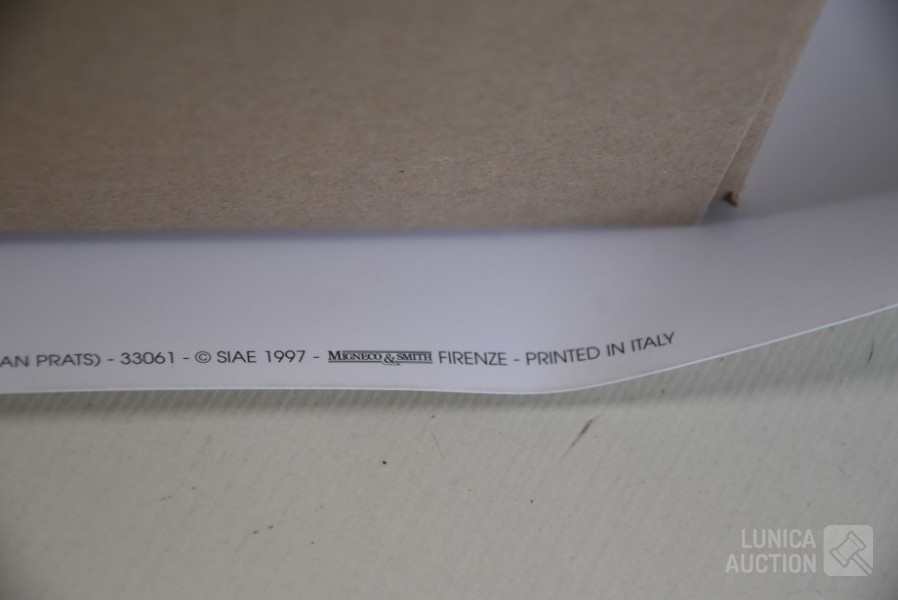 AN PRATS) - 33061 - © SIAE 1997 - MIGNECO & SMITH FIRENZE - PRINTED IN ITALY
LUNICA
AUCTION